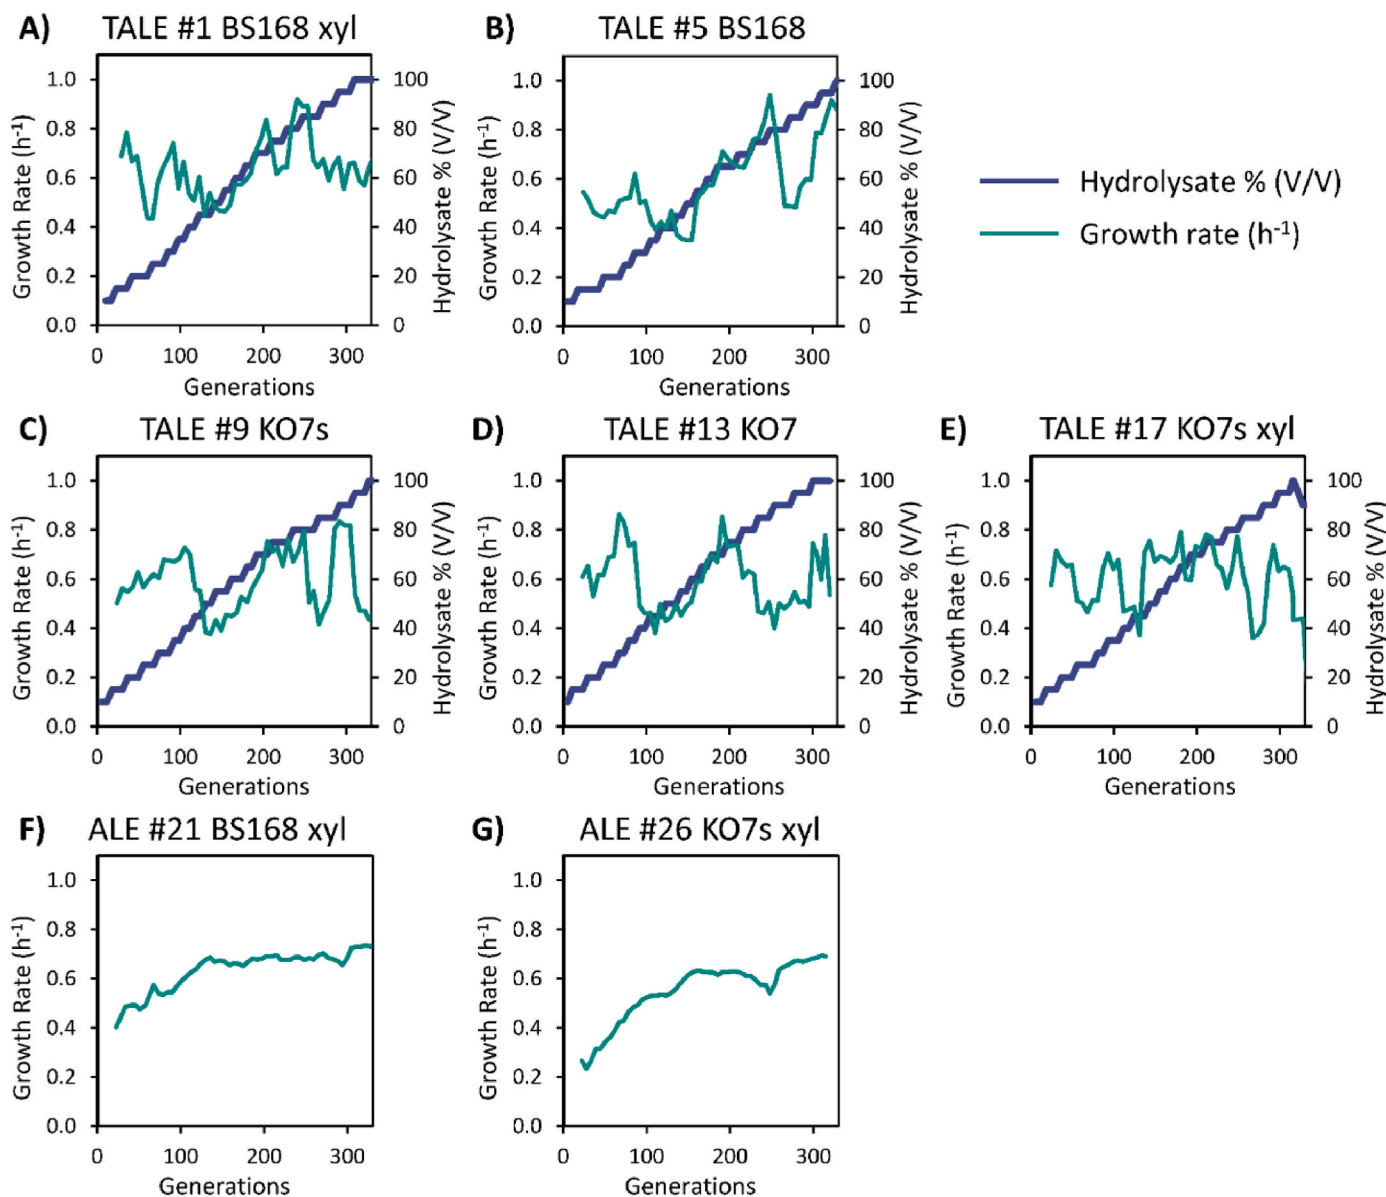 A) TALE #1 BS168 xyl
Growth Rate (h-1)
1.0
0.8
0.6
0.4
0.2
0.0
100
80
60
40
20
0
Hydrolysate % (V/V)
0 100 200 300
Generations
B) TALE #5 BS168
Growth Rate (h-1)
1.0
0.8
0.6
0.4
0.2
0.0
100
80
60
40
20
0
Hydrolysate % (V/V)
0 100 200 300
Generations
Hydrolysate % (V/V)
Growth rate (h-1)
C) TALE #9 KO7s
Growth Rate (h-1)
1.0
0.8
0.6
0.4
0.2
0.0
100
80
60
40
20
0
Hydrolysate % (V/V)
0 100 200 300
Generations
D) TALE #13 KO7
Growth Rate (h-1)
1.0
0.8
0.6
0.4
0.2
0.0
100
80
60
40
20
0
Hydrolysate % (V/V)
0 100 200 300
Generations
E) TALE #17 KO7s xyl
Growth Rate (h-1)
1.0
0.8
0.6
0.4
0.2
0.0
100
80
60
40
20
0
Hydrolysate % (V/V)
0 100 200 300
Generations
F) ALE #21 BS168 xyl
Growth Rate (h-1)
1.0
0.8
0.6
0.4
0.2
0.0
0 100 200 300
Generations
G) ALE #26 KO7s xyl
Growth Rate (h-1)
1.0
0.8
0.6
0.4
0.2
0.0
0 100 200 300
Generations